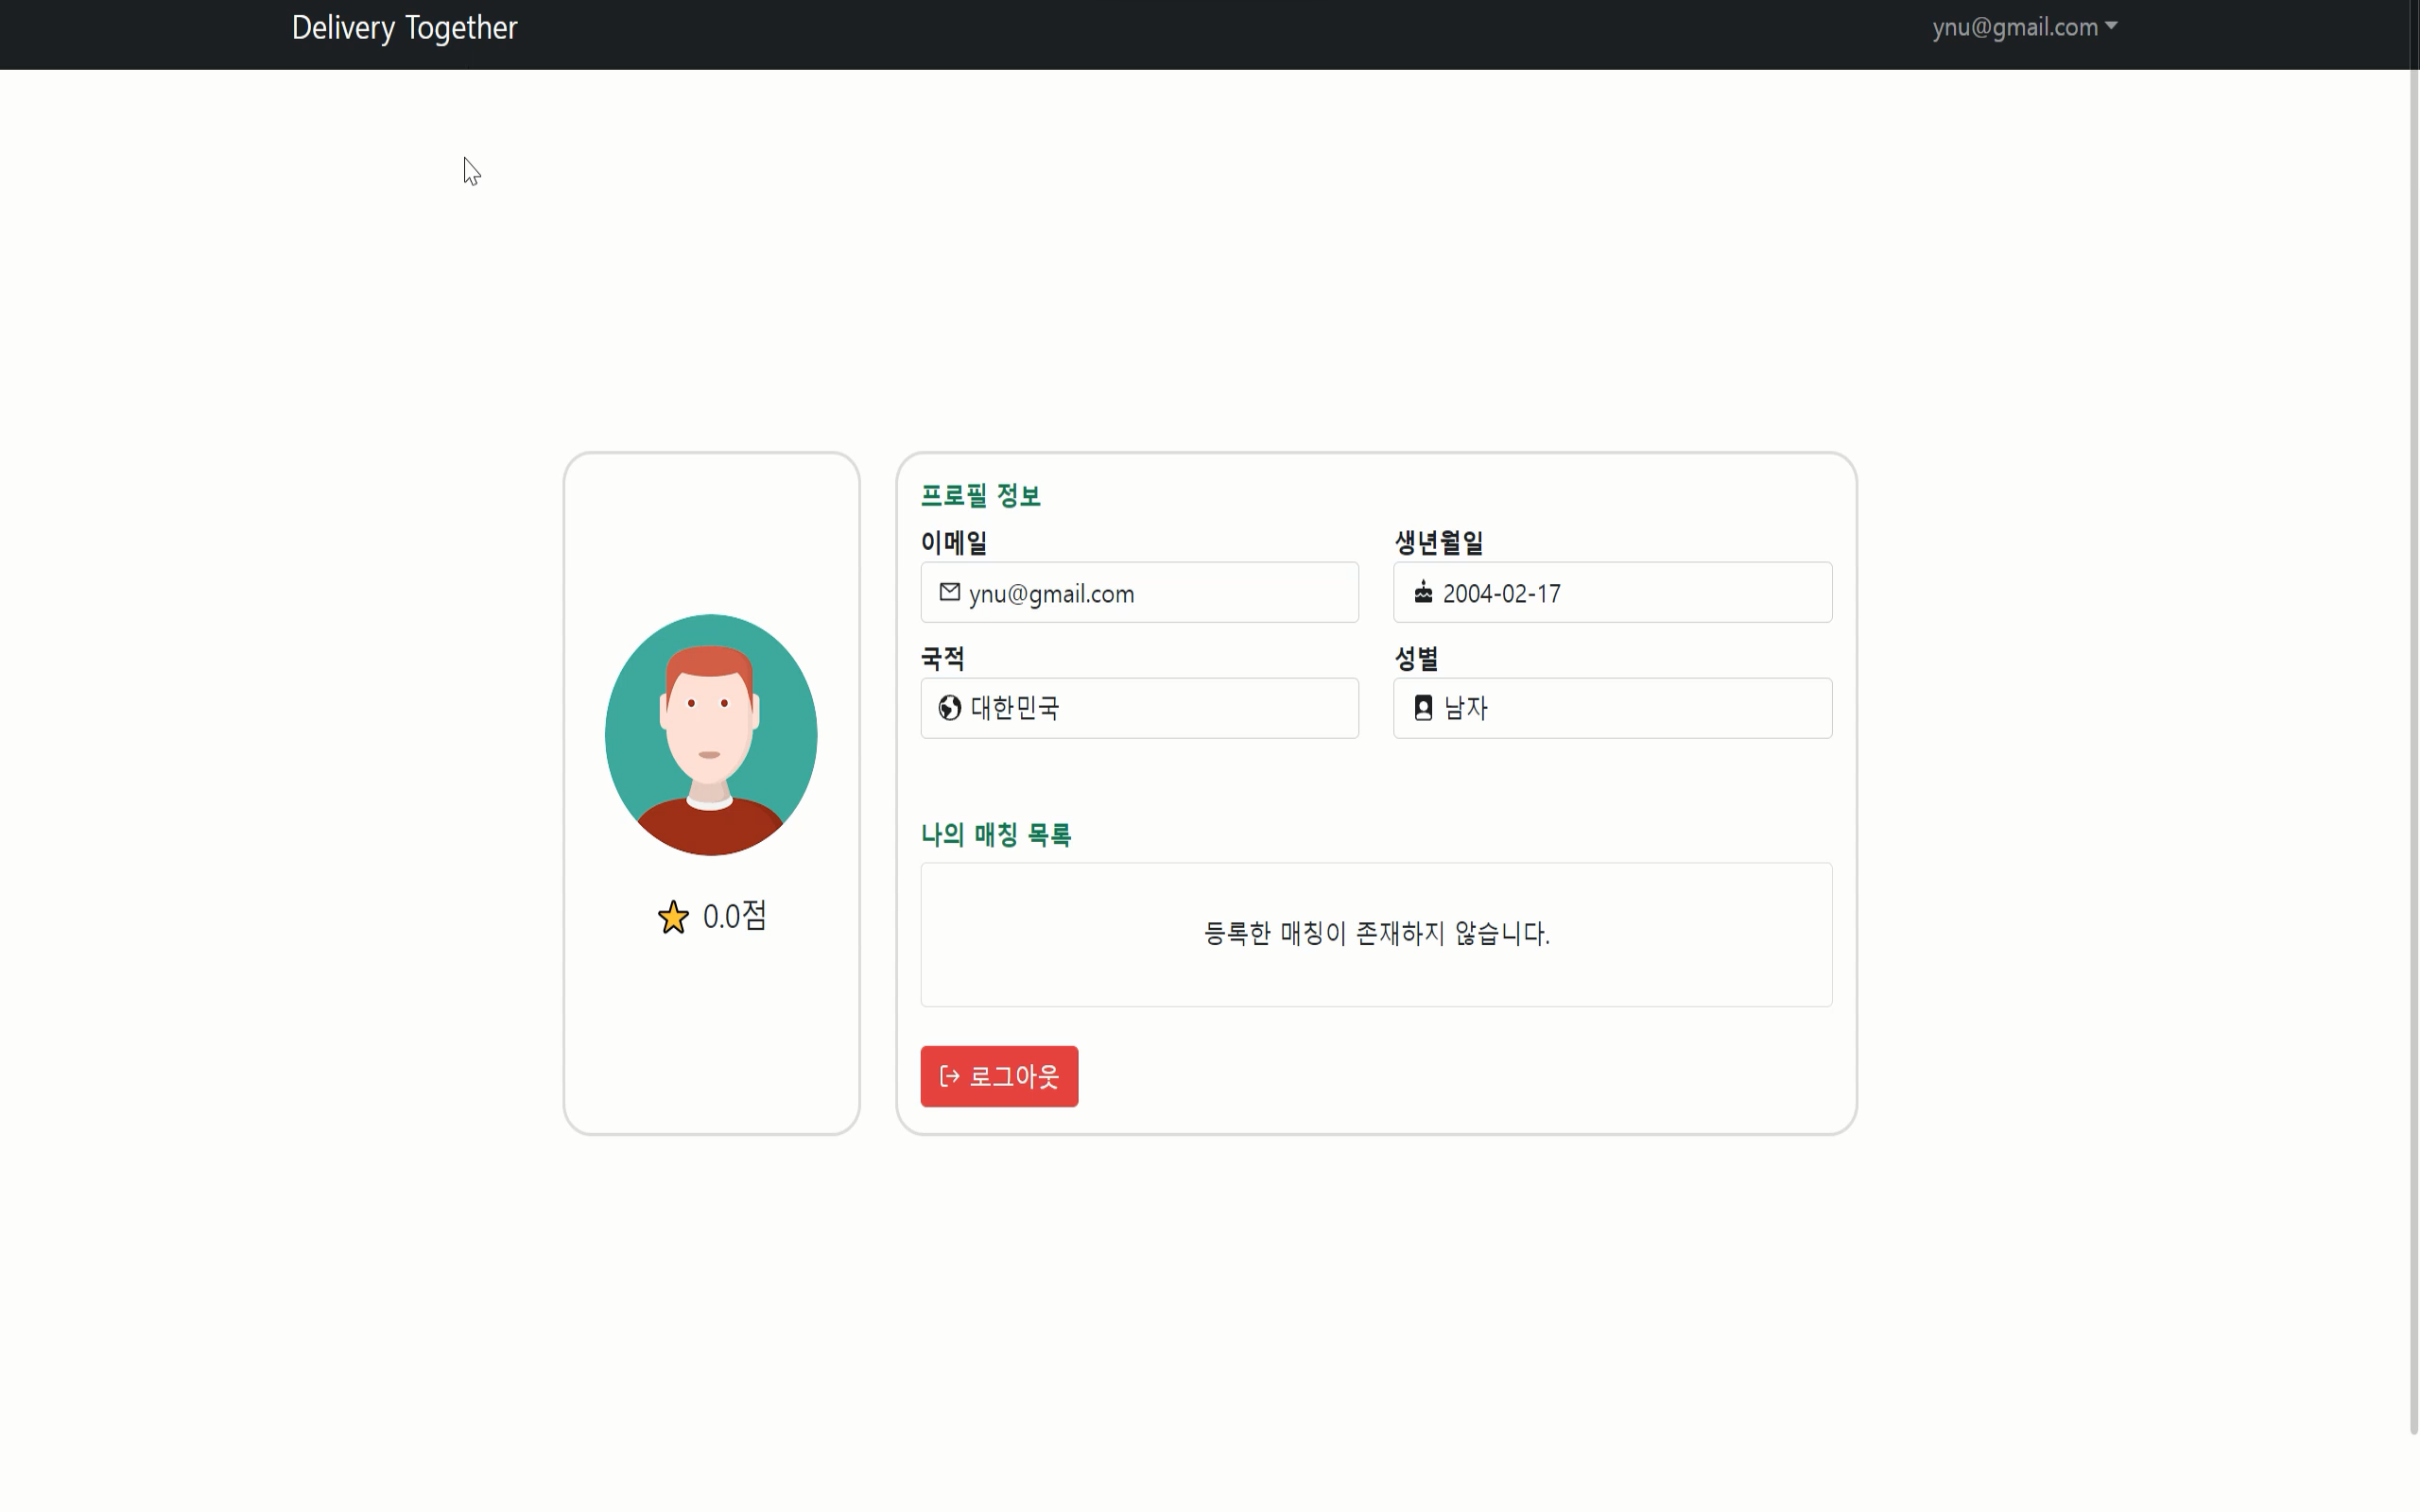 Delivery Together
ynu@gmail.com
프로필 정보
이메일
생년월일
ynu@gmail.com
2004-02-17
국적
성별
대한민국
남자
0.0점
나의 매칭 목록
등록한 매칭이 존재하지 않습니다.
로그아웃